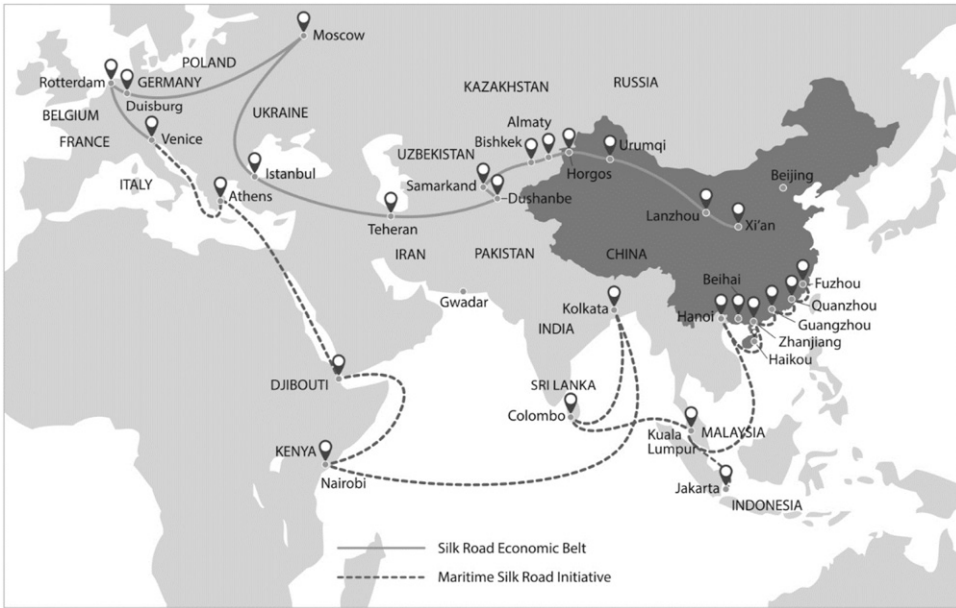 Moscow
POLAND
Rotterdam
GERMANY
Duisburg
BELGIUM
FRANCE
Venice
ITALY
UKRAINE
Istanbul
Athens
KAZAKHSTAN
RUSSIA
Almaty
Bishkek
UZBEKISTAN
Samarkand
Horgos
Urumqi
Dushanbe
Beijing
Lanzhou
Xi'an
Teheran
IRAN
PAKISTAN
CHINA
Gwadar
Kolkata
INDIA
Beihai
Hanoi
Fuzhou
Quanzhou
Guangzhou
Zhanjiang
Haikou
DJIBOUTI
SRI LANKA
Colombo
KENYA
Nairobi
Kuala
Lumpur
MALAYSIA
Jakarta
INDONESIA
Silk Road Economic Belt
Maritime Silk Road Initiative